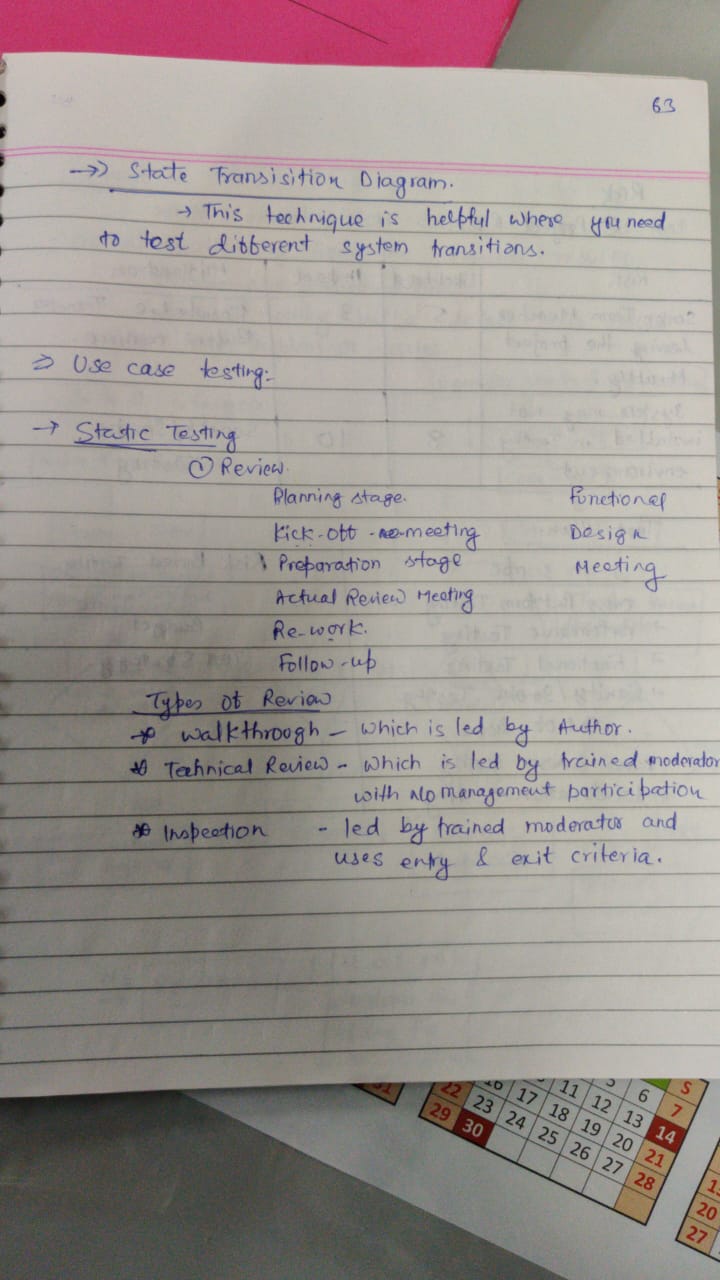 63
->> State Transisition Diagram.
-> This technique is helpful where you need
to test different system transitions.
=> Use case testing:-
-> Static Testing
① Review.
Planning stage. Functional
Kick-off - meeting Design
Preparation stage Meeting
Actual Review Meeting
Re-work.
Follow-up
Types of Review
* Walkthrough - which is led by Author.
* Technical Review - which is led by trained moderator
with No management participation
* Inspection - led by trained moderator and
uses entry & exit criteria.
31 22 16 11 5 6 S
29 23 17 12 7
30 24 18 13 14
25 19 20 21
26 27 28
20
27